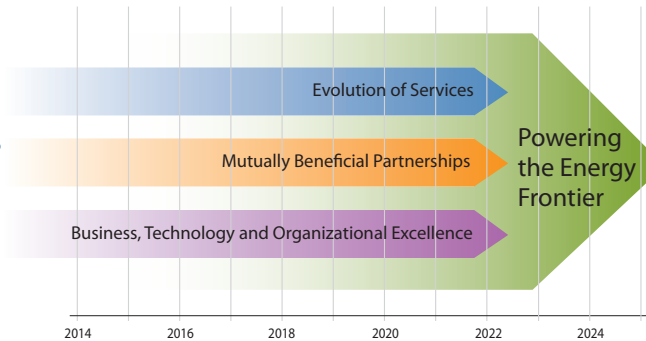 Evolution of Services
Mutually Beneficial Partnerships
Business, Technology and Organizational Excellence
Powering
the Energy
Frontier
2014 2016 2018 2020 2022 2024